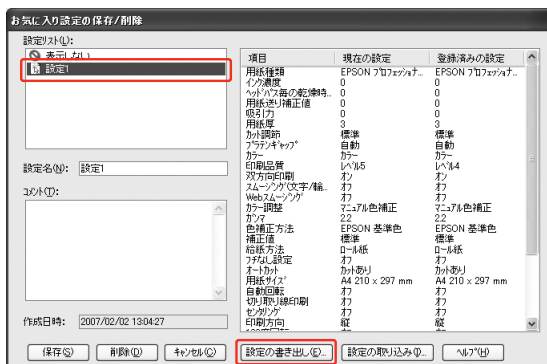 お気に入り設定の保存/削除
設定リスト(L):
表示しない
設定1
設定名(N): 設定1
コメント(T):
作成日時: 2007/02/02 13:04:27
項目 現在の設定 登録済みの設定
用紙種類 EPSON プロフェッショナ... EPSON プロフェッショナ...
インク濃度 0 0
ヘッドパス毎の乾燥時... 0 0
用紙送り補正値 0 0
吸引力 0 0
用紙厚 3 3
カット調節 標準 標準
プラテンギャップ 自動 自動
カラー カラー カラー
印刷品質 レベル5 レベル4
双方向印刷 オン オン
スムージング(文字/輪... オフ オフ
Webスムージング オフ オフ
カラー調整 マニュアル色補正 マニュアル色補正
ガンマ 2.2 2.2
色補正方法 EPSON 基準色 EPSON 基準色
補正値 標準 標準
給紙方法 ロール紙 ロール紙
フチなし設定 オフ オフ
オートカット カットあり カットあり
用紙サイズ A4 210 x 297 mm A4 210 x 297 mm
自動回転 オフ オフ
切り取り線印刷 オフ オフ
センタリング オフ オフ
印刷方向 縦 縦
保存(S) 削除(D) キャンセル(C) 設定の書き出し(E)... 設定の取り込み(I)... ヘルプ(H)